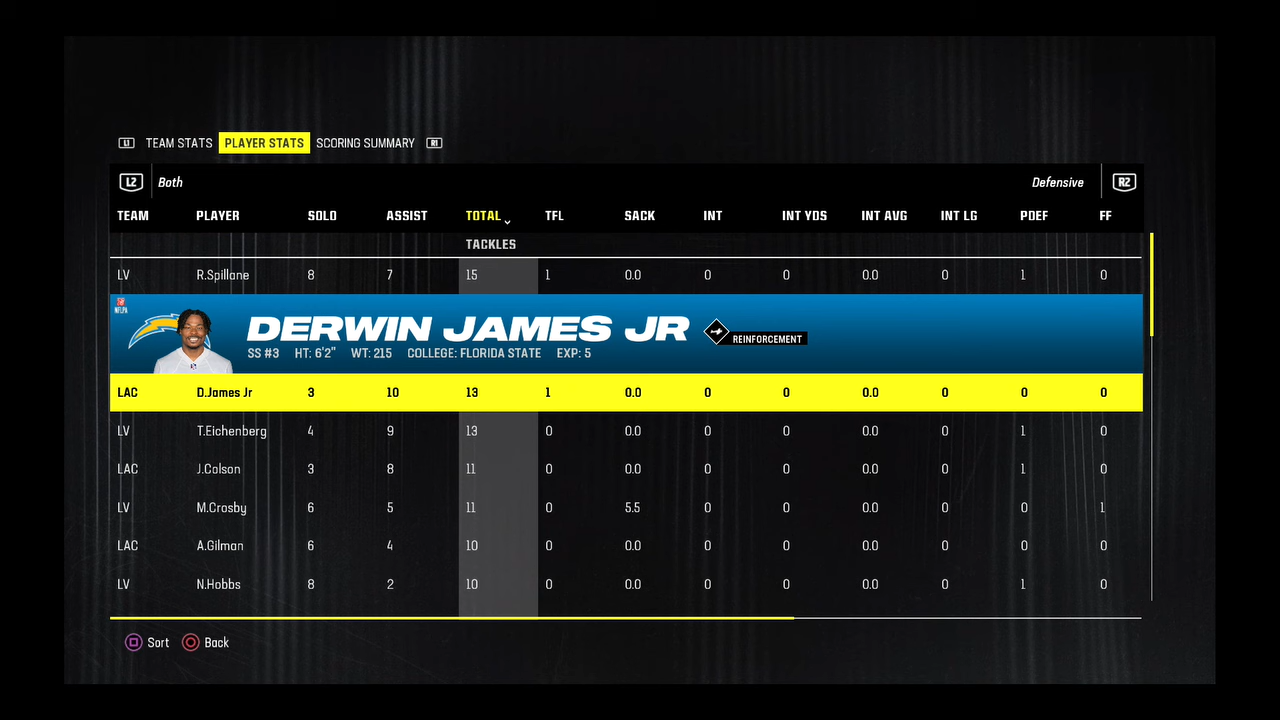 L1 TEAM STATS PLAYER STATS SCORING SUMMARY R1
L2 Both Defensive R2
TEAM PLAYER SOLO ASSIST TOTAL TFL SACK INT INT YDS INT AVG INT LG PDEF FF
TACKLES
LV R.Spillane 8 7 15 1 0.0 0 0 0.0 0 1 0
NFLPA
DERWIN JAMES JR REINFORCEMENT
SS #3 HT: 6'2" WT: 215 COLLEGE: FLORIDA STATE EXP: 5
LAC D.James Jr 3 10 13 1 0.0 0 0 0.0 0 0 0
LV T.Eichenberg 4 9 13 0 0.0 0 0 0.0 0 1 0
LAC J.Colson 3 8 11 0 0.0 0 0 0.0 0 1 0
LV M.Crosby 6 5 11 0 5.5 0 0 0.0 0 0 1
LAC A.Gilman 6 4 10 0 0.0 0 0 0.0 0 0 0
LV N.Hobbs 8 2 10 0 0.0 0 0 0.0 0 1 0
Sort Back